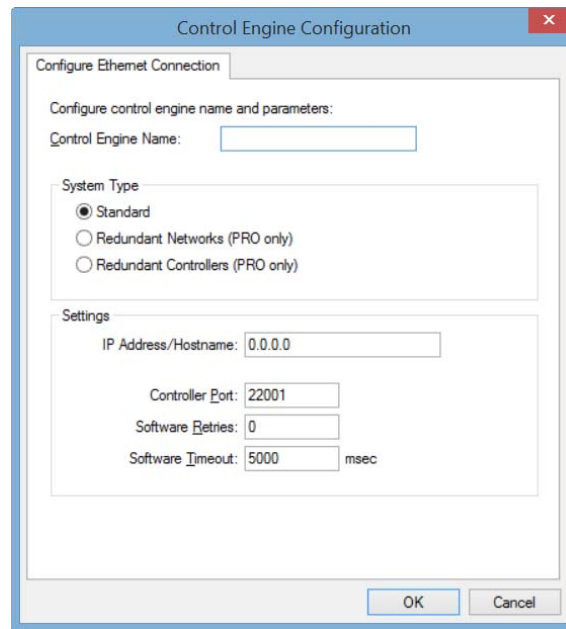 Control Engine Configuration
Configure Ethernet Connection
Configure control engine name and parameters:
Control Engine Name:
System Type
Standard
Redundant Networks (PRO only)
Redundant Controllers (PRO only)
Settings
IP Address/Hostname: 0.0.0.0
Controller Port: 22001
Software Retries: 0
Software Timeout: 5000 msec
OK Cancel